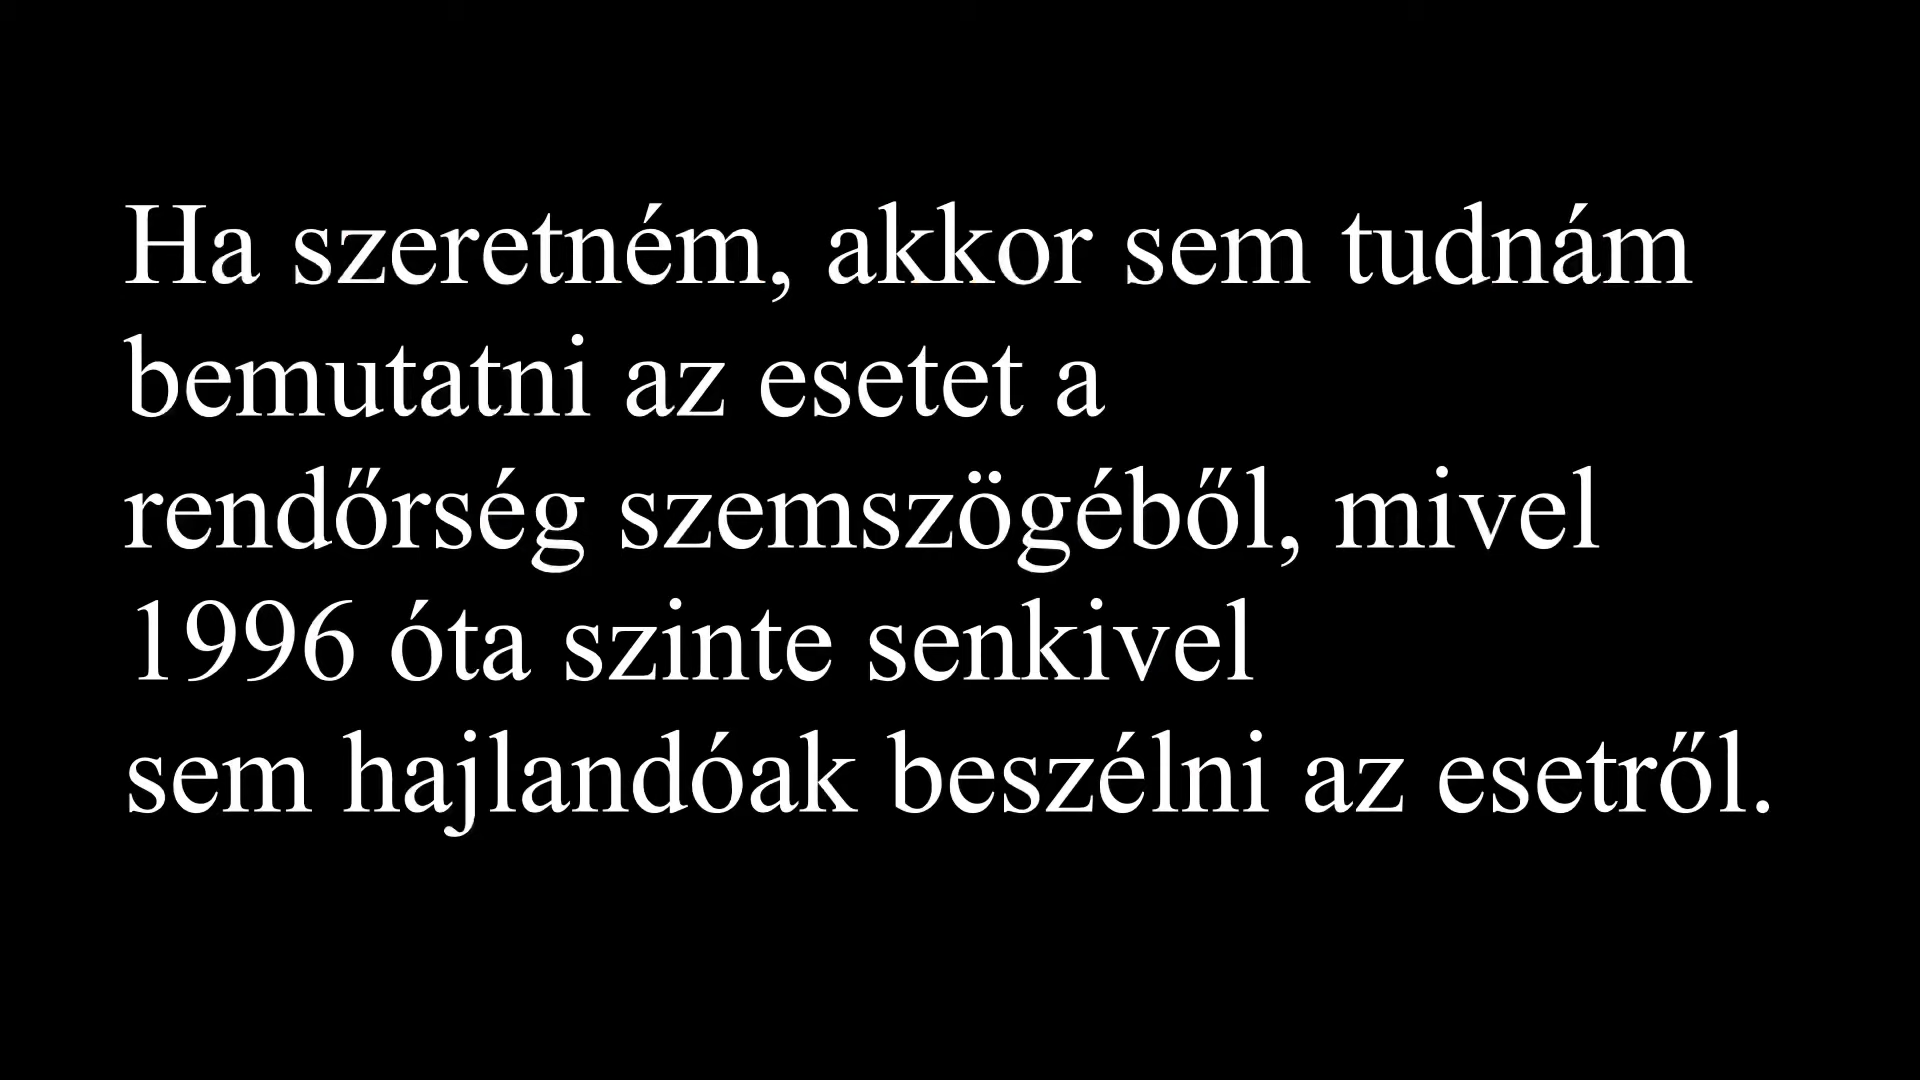 Ha szeretném, akkor sem tudnám
bemutatni az esetet a
rendőrség szemszögéből, mivel
1996 óta szinte senkivel
sem hajlandóak beszélni az esetről.